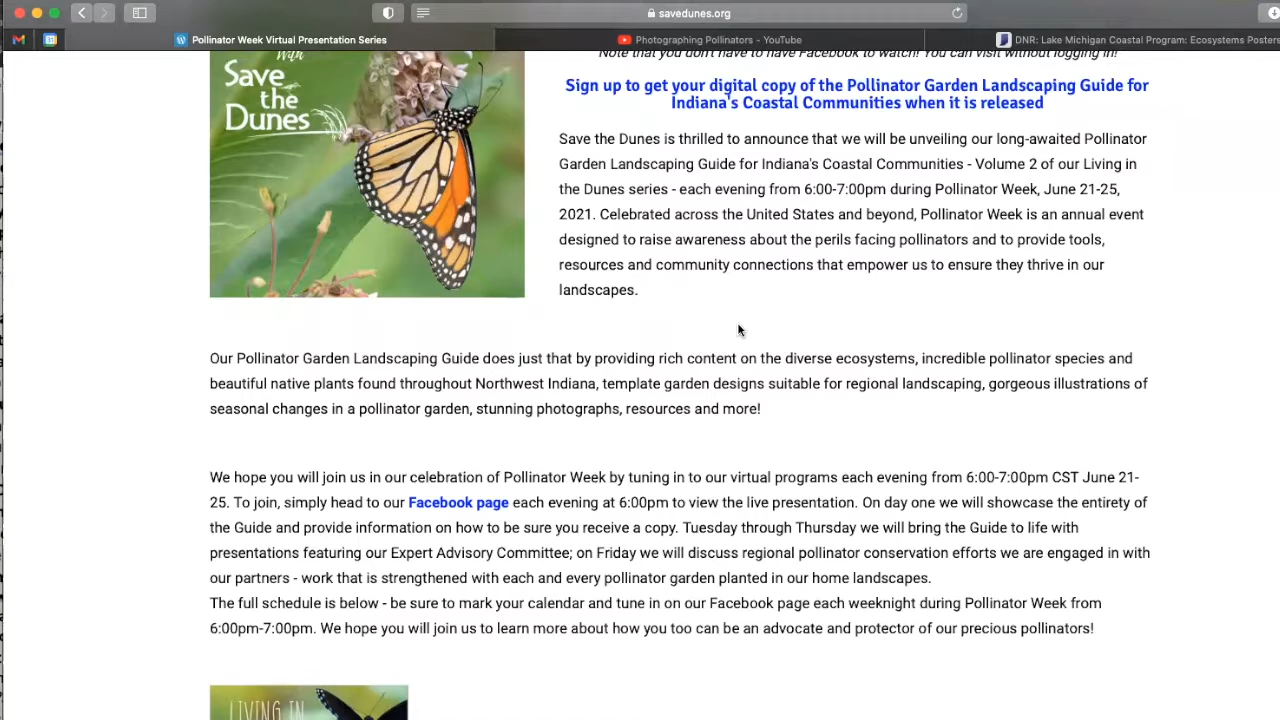 savedunes.org
Pollinator Week Virtual Presentation Series
Photographing Pollinators - YouTube
DNR: Lake Michigan Coastal Program: Ecosystems Posters
With
Save
the
Dunes
Note that you don't have to have Facebook to watch! You can visit without logging in!
Sign up to get your digital copy of the Pollinator Garden Landscaping Guide for
Indiana's Coastal Communities when it is released
Save the Dunes is thrilled to announce that we will be unveiling our long-awaited Pollinator
Garden Landscaping Guide for Indiana's Coastal Communities - Volume 2 of our Living in
the Dunes series - each evening from 6:00-7:00pm during Pollinator Week, June 21-25,
2021. Celebrated across the United States and beyond, Pollinator Week is an annual event
designed to raise awareness about the perils facing pollinators and to provide tools,
resources and community connections that empower us to ensure they thrive in our
landscapes.
Our Pollinator Garden Landscaping Guide does just that by providing rich content on the diverse ecosystems, incredible pollinator species and
beautiful native plants found throughout Northwest Indiana, template garden designs suitable for regional landscaping, gorgeous illustrations of
seasonal changes in a pollinator garden, stunning photographs, resources and more!
We hope you will join us in our celebration of Pollinator Week by tuning in to our virtual programs each evening from 6:00-7:00pm CST June 21-
25. To join, simply head to our Facebook page each evening at 6:00pm to view the live presentation. On day one we will showcase the entirety of
the Guide and provide information on how to be sure you receive a copy. Tuesday through Thursday we will bring the Guide to life with
presentations featuring our Expert Advisory Committee; on Friday we will discuss regional pollinator conservation efforts we are engaged in with
our partners - work that is strengthened with each and every pollinator garden planted in our home landscapes.
The full schedule is below - be sure to mark your calendar and tune in on our Facebook page each weeknight during Pollinator Week from
6:00pm-7:00pm. We hope you will join us to learn more about how you too can be an advocate and protector of our precious pollinators!
LIVING IN